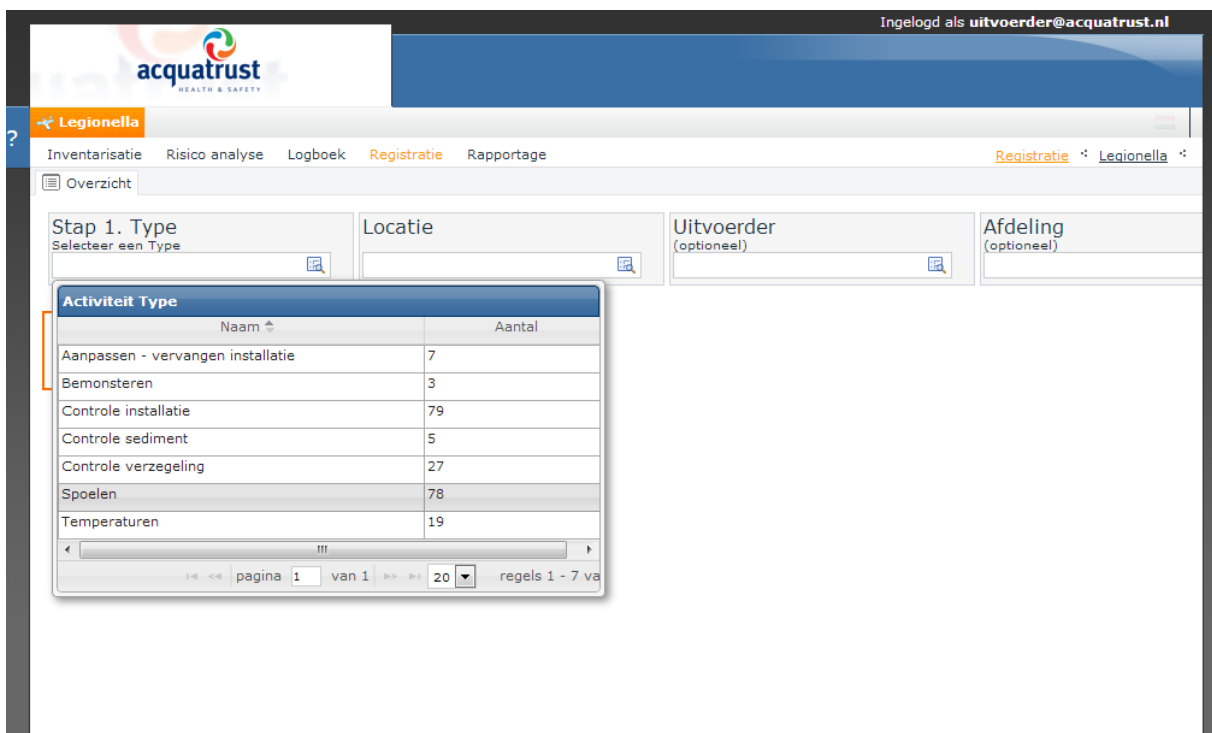 Ingelogd als uitvoerder@acquatrust.nl
acquatrust
HEALTH & SAFETY
?
Legionella
Inventarisatie Risico analyse Logboek Registratie Rapportage Registratie Legionella
Overzicht
Stap 1. Type Locatie Uitvoerder Afdeling
Selecteer een Type (optioneel) (optioneel)
Activiteit Type
Naam Aantal
Aanpassen - vervangen installatie 7
Bemonsteren 3
Controle installatie 79
Controle sediment 5
Controle verzegeling 27
Spoelen 78
Temperaturen 19
pagina 1 van 1 20 regels 1 - 7 va